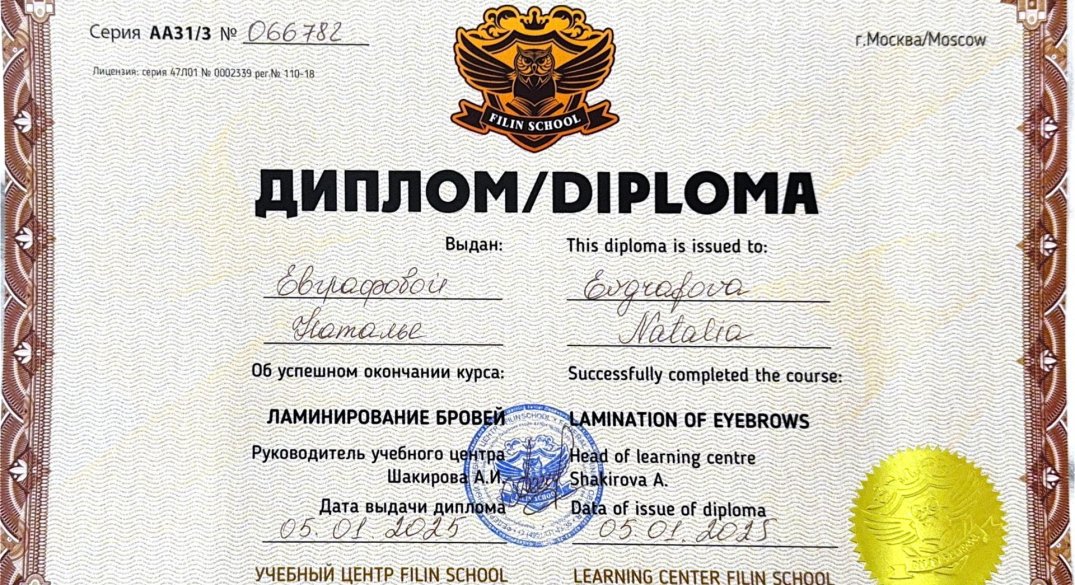 Серия АА31/3 № 066782
г.Москва/Moscow
Лицензия: серия 47Л01 № 0002339 рег.№ 110-18
FILIN SCHOOL
ДИПЛОМ/DIPLOMA
Выдан: This diploma is issued to:
Евграфовой Evgrafova
Наталье Natalia
Об успешном окончании курса: Successfully completed the course:
ЛАМИНИРОВАНИЕ БРОВЕЙ LAMINATION OF EYEBROWS
Руководитель учебного центра Head of learning centre
Шакирова А.И. Shakirova A.
Дата выдачи диплома Data of issue of diploma
05.01.2025 05.01.2025
УЧЕБНЫЙ ЦЕНТР FILIN SCHOOL LEARNING CENTER FILIN SCHOOL
FILIN SCHOOL